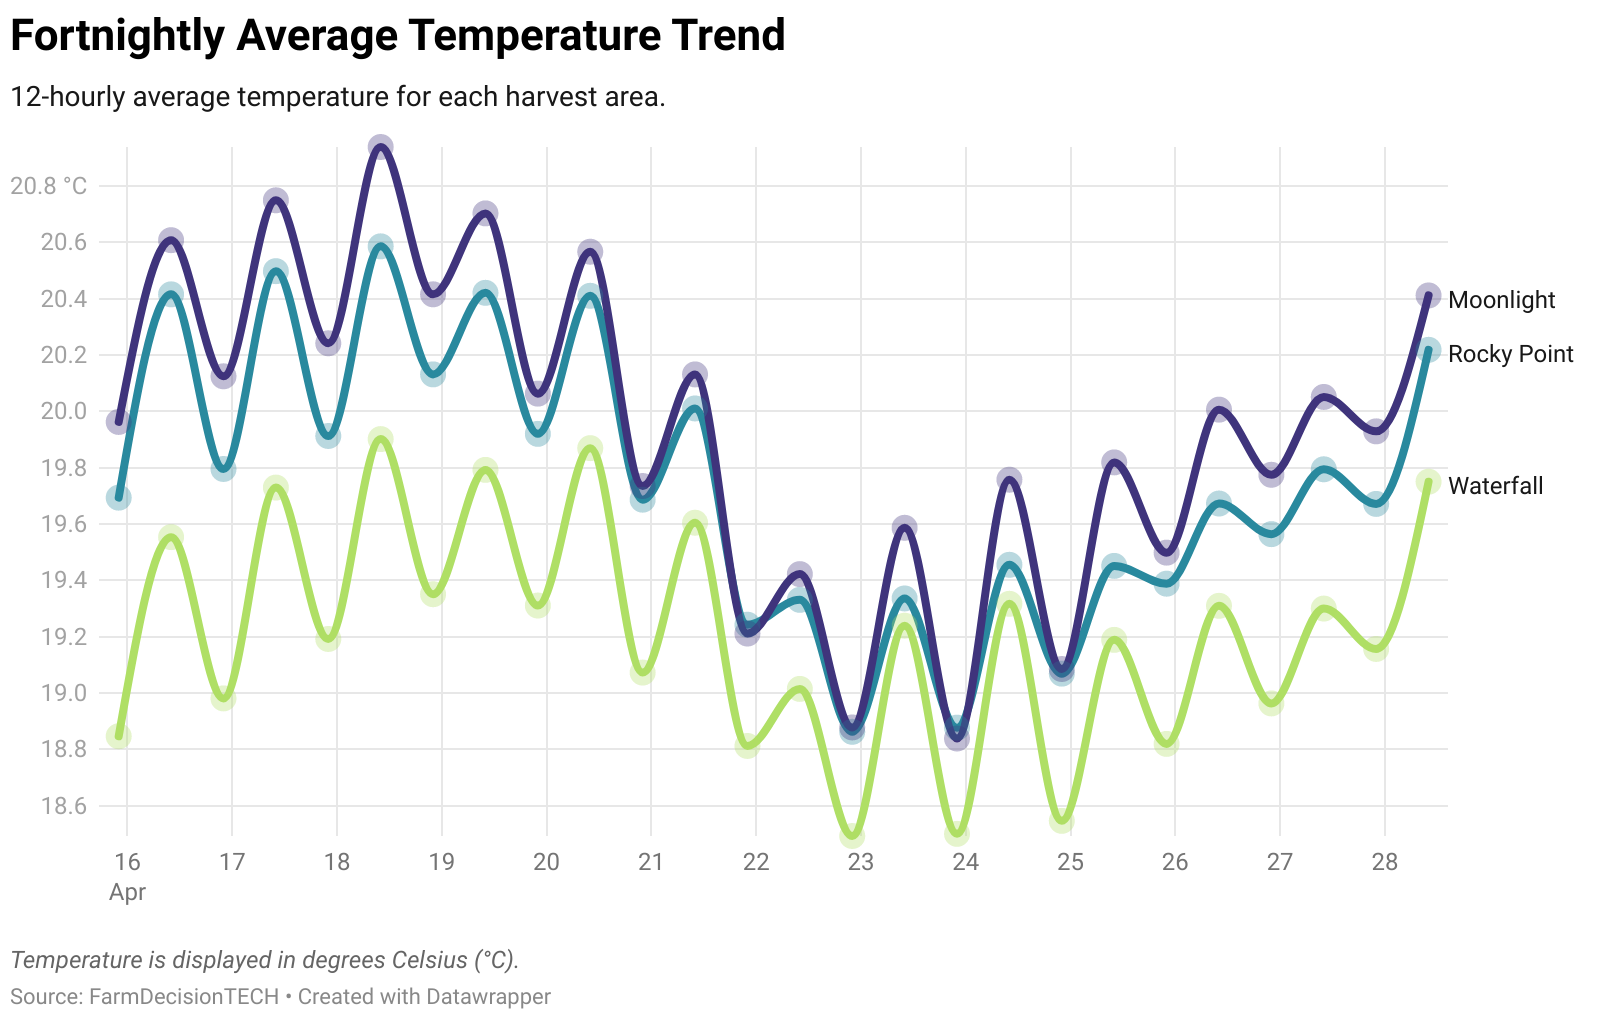 Fortnightly Average Temperature Trend
12-hourly average temperature for each harvest area.
20.8 °C
20.6
20.4
20.2
20.0
19.8
19.6
19.4
19.2
19.0
18.8
18.6
Moonlight
Rocky Point
Waterfall
16 17 18 19 20 21 22 23 24 25 26 27 28
Apr
Temperature is displayed in degrees Celsius (°C).
Source: FarmDecisionTECH • Created with Datawrapper